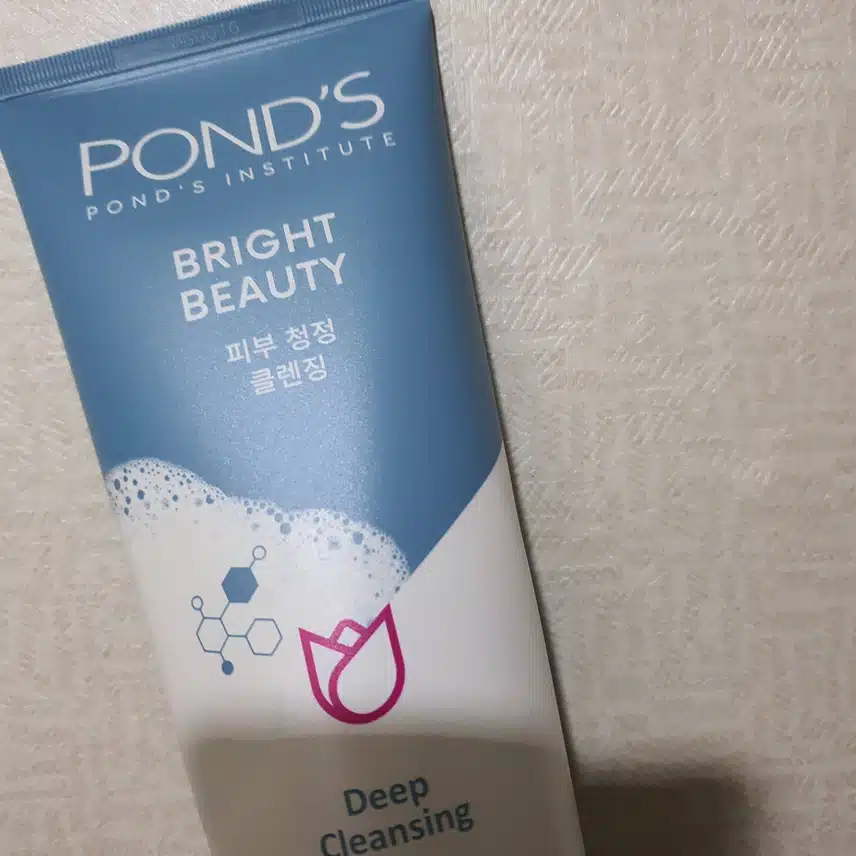 POND'S
POND'S INSTITUTE
BRIGHT
BEAUTY
피부 청정
클렌징
Deep
Cleansing